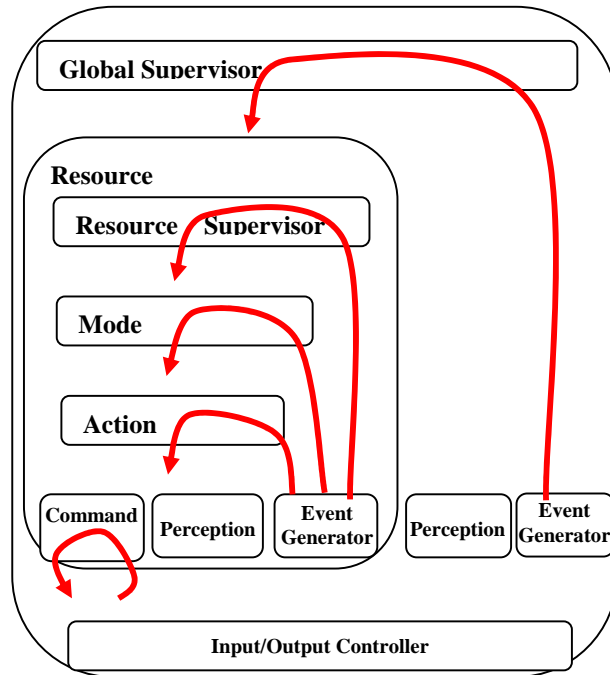 Global Supervisor
Resource
Resource Supervisor
Mode
Action
Command
Perception
Event
Generator
Perception
Event
Generator
Input/Output Controller